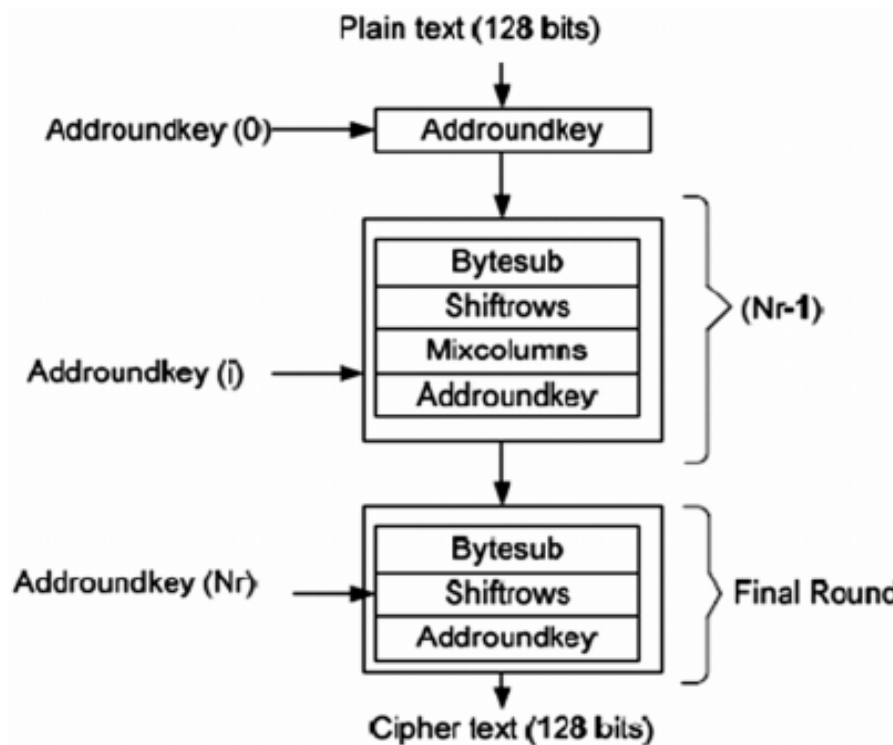 Plain text (128 bits)
Addroundkey (0)
Addroundkey
Bytesub
Shiftrows
(Nr-1)
Mixcolumns
Addroundkey (i)
Addroundkey
Bytesub
Addroundkey (Nr)
Shiftrows
Final Round
Addroundkey
Cipher text (128 bits)